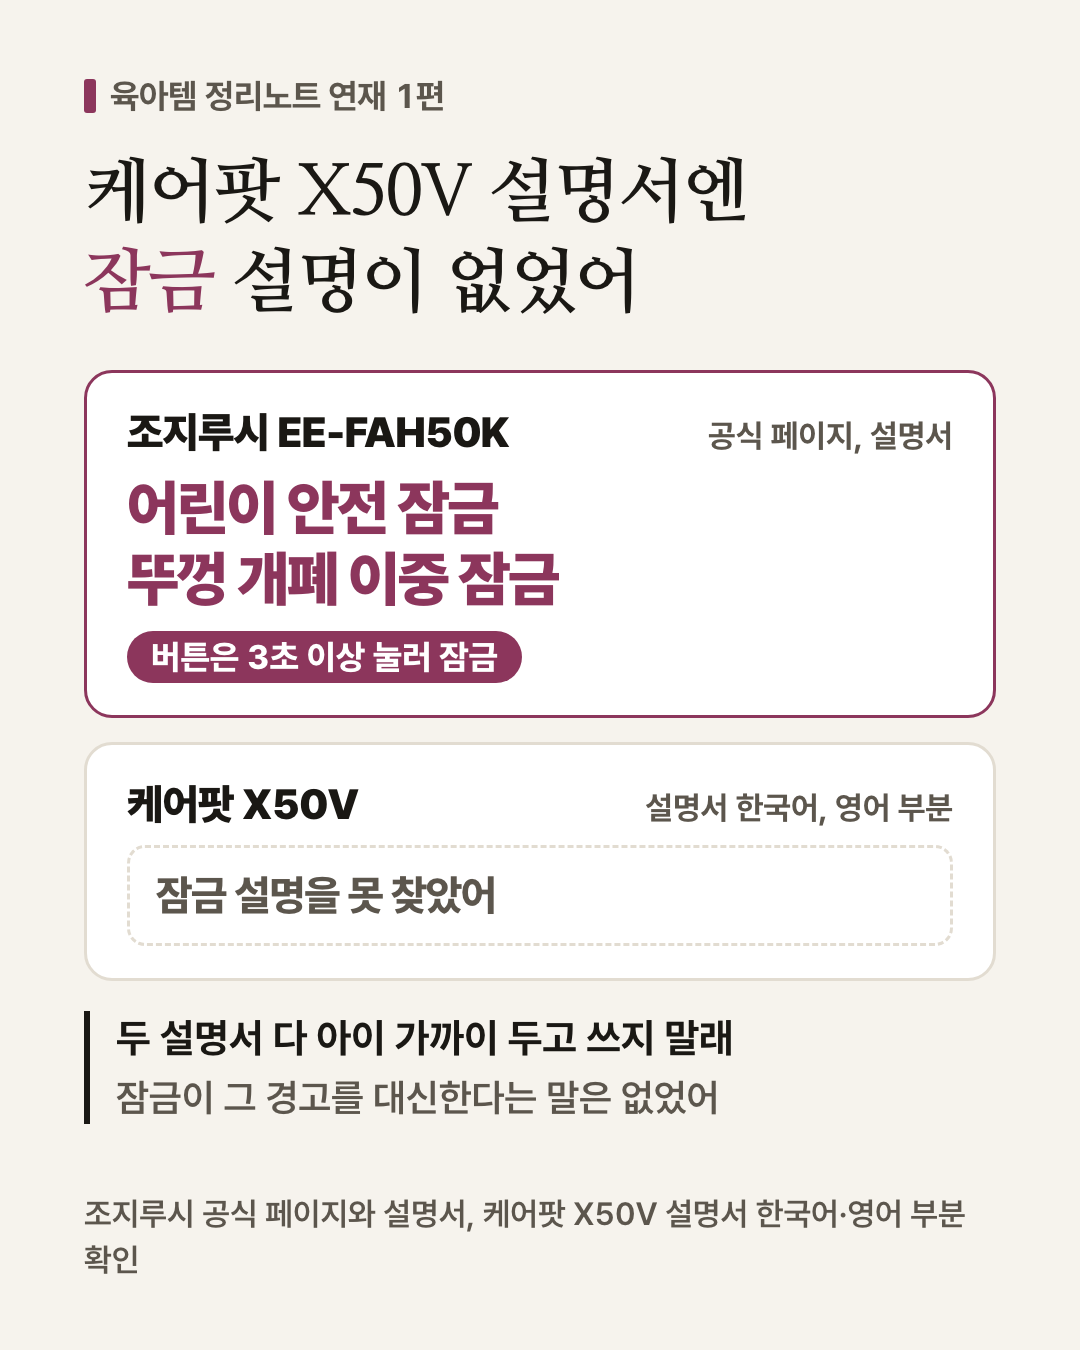 육아템 정리노트 연재 1편
케어팟 X50V 설명서엔
잠금 설명이 없었어
조지루시 EE-FAH50K
공식 페이지, 설명서
어린이 안전 잠금
뚜껑 개폐 이중 잠금
버튼은 3초 이상 눌러 잠금
케어팟 X50V
설명서 한국어, 영어 부분
잠금 설명을 못 찾았어
두 설명서 다 아이 가까이 두고 쓰지 말래
잠금이 그 경고를 대신한다는 말은 없었어
조지루시 공식 페이지와 설명서, 케어팟 X50V 설명서 한국어·영어 부분
확인